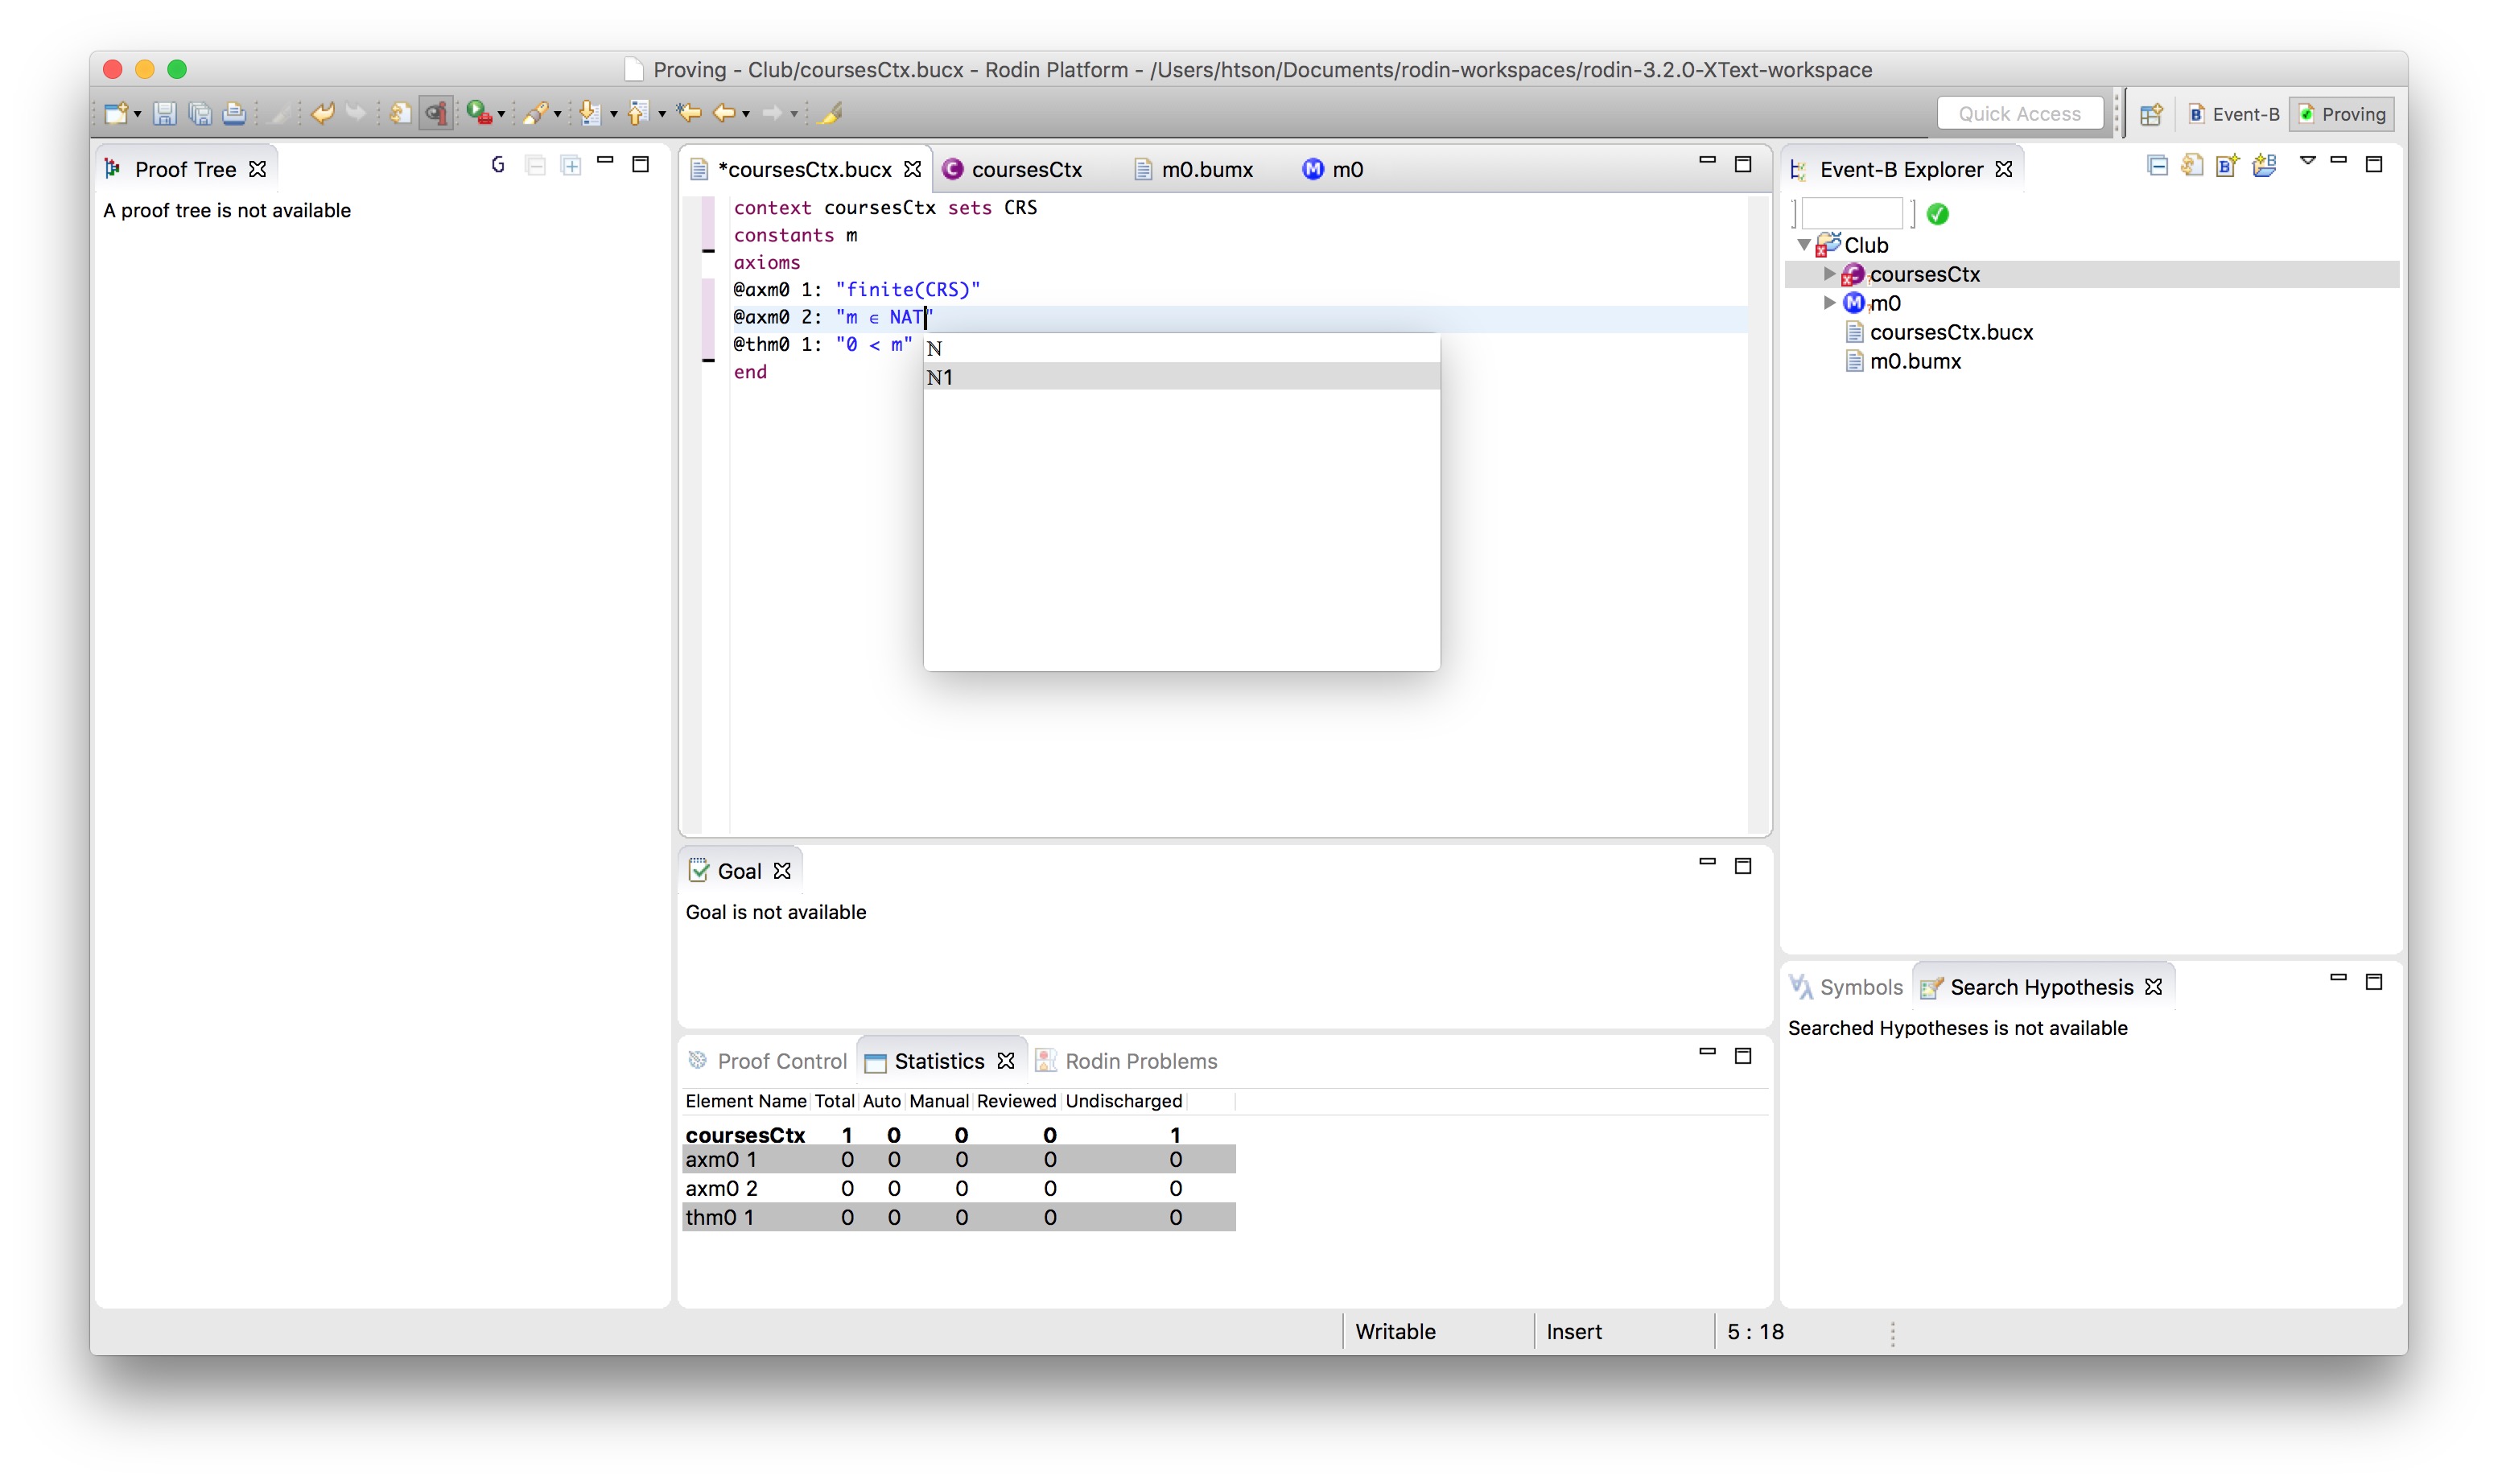 Proving - Club/coursesCtx.bucx - Rodin Platform - /Users/htson/Documents/rodin-workspaces/rodin-3.2.0-XText-workspace
Quick Access
Event-B
Proving
Proof Tree
A proof tree is not available
*coursesCtx.bucx
coursesCtx
m0.bumx
m0
context coursesCtx sets CRS
constants m
axioms
@axm0 1: "finite(CRS)"
@axm0 2: "m ∈ NAT"
@thm0 1: "0 < m"
end
ℕ
ℕ1
Goal
Goal is not available
Proof Control
Statistics
Rodin Problems
Element Name Total Auto Manual Reviewed Undischarged
coursesCtx 1 0 0 0 1
axm0 1 0 0 0 0 0
axm0 2 0 0 0 0 0
thm0 1 0 0 0 0 0
Event-B Explorer
Club
coursesCtx
m0
coursesCtx.bucx
m0.bumx
Symbols
Search Hypothesis
Searched Hypotheses is not available
Writable
Insert
5 : 18